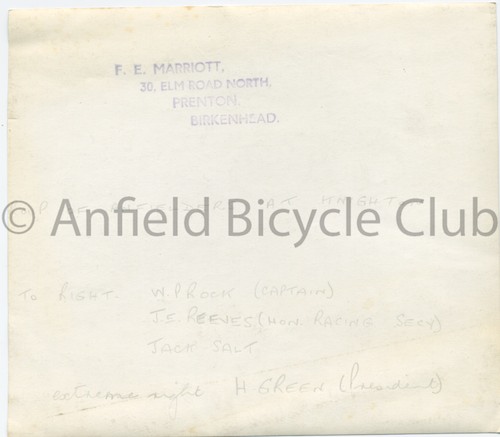 F. E. MARRIOTT,
30, ELM ROAD NORTH,
PRENTON,
BIRKENHEAD.
AT
© Anfield Bicycle Club
TO RIGHT. W. P ROCK (CAPTAIN)
J.E. REEVES, (HON. RACING SECY)
JACK SALT
extreme right H GREEN (President)